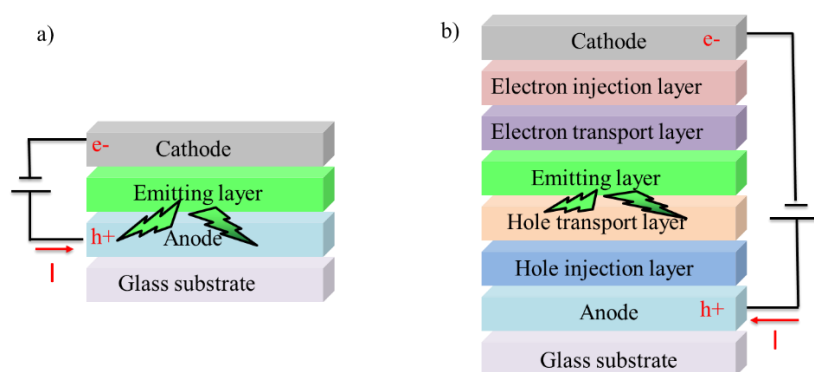 a)
e-
Cathode
Emitting layer
h+
Anode
I
Glass substrate
b)
Cathode e-
Electron injection layer
Electron transport layer
Emitting layer
Hole transport layer
Hole injection layer
Anode h+
I
Glass substrate